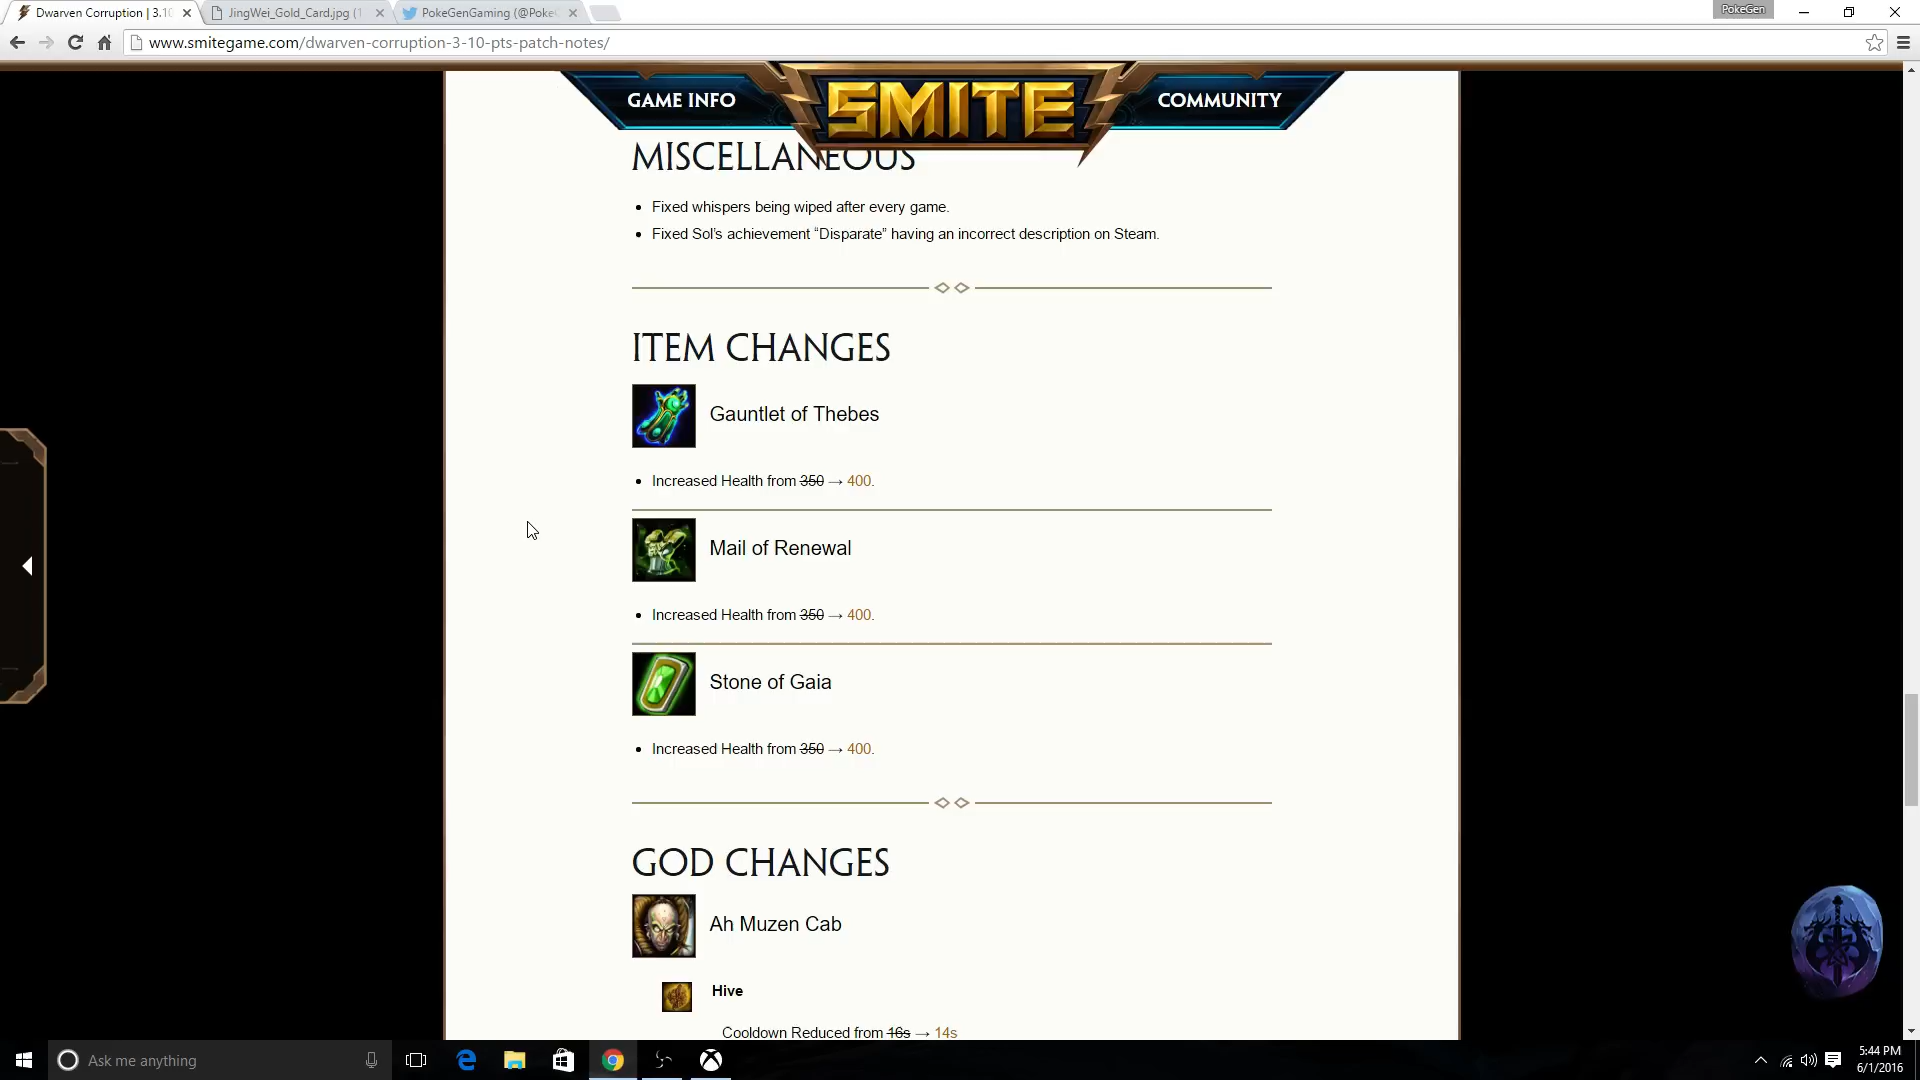 Dwarven Corruption | 3.10
JingWei_Gold_Card.jpg (1
PokeGenGaming (@Poke
PokeGen
www.smitegame.com/dwarven-corruption-3-10-pts-patch-notes/
GAME INFO
SMITE
COMMUNITY
MISCELLANEOUS
Fixed whispers being wiped after every game.
Fixed Sol's achievement “Disparate” having an incorrect description on Steam.
ITEM CHANGES
Gauntlet of Thebes
Increased Health from 350 → 400.
Mail of Renewal
Increased Health from 350 → 400.
Stone of Gaia
Increased Health from 350 → 400.
GOD CHANGES
Ah Muzen Cab
Hive
Cooldown Reduced from 16s → 14s
Ask me anything
5:44 PM
6/1/2016